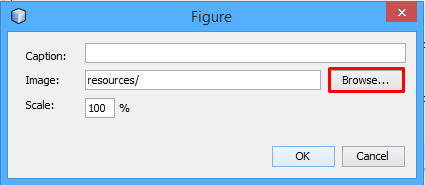 Figure
Caption:
Image: resources/ Browse...
Scale: 100 %
OK Cancel